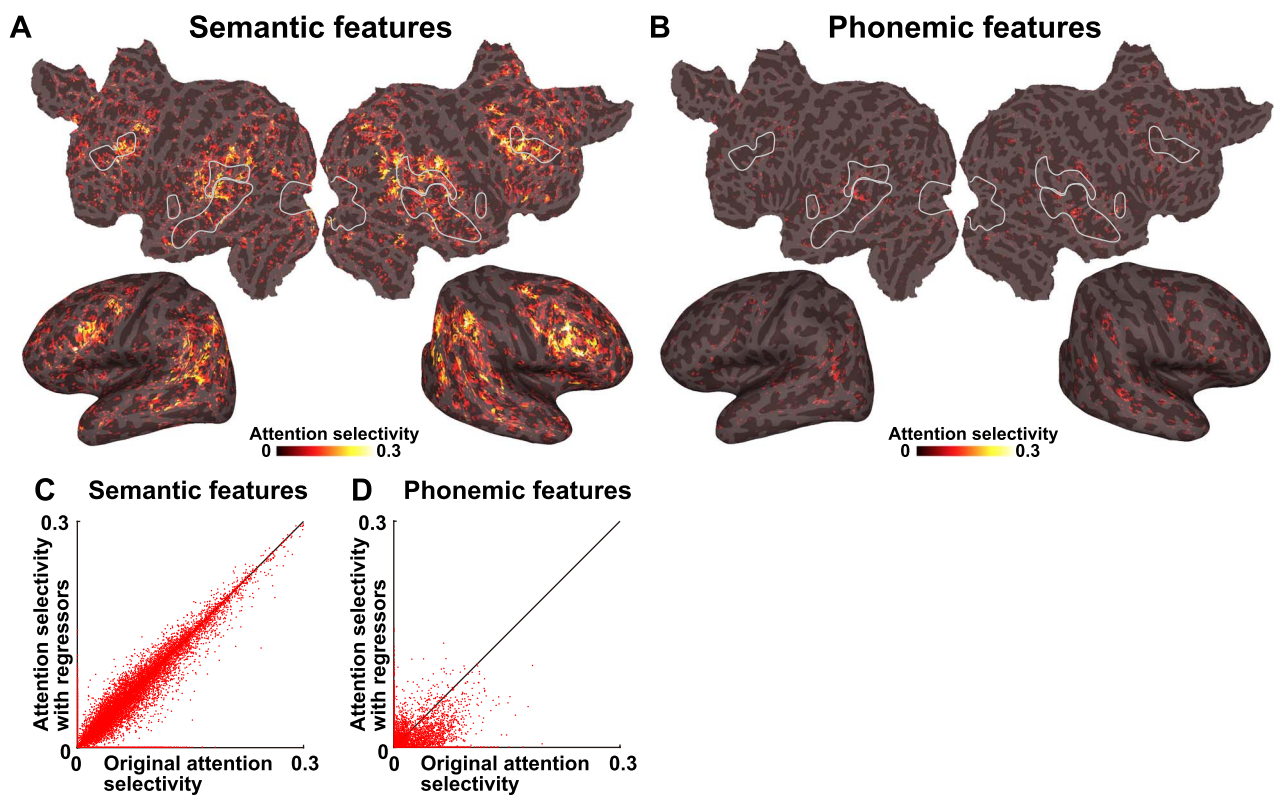 A Semantic features
B Phonemic features
Attention selectivity
0 0.3
Attention selectivity
0 0.3
C Semantic features
0.3
Attention selectivity
with regressors
0
0 Original attention 0.3
selectivity
D Phonemic features
0.3
Attention selectivity
with regressors
0
0 Original attention 0.3
selectivity